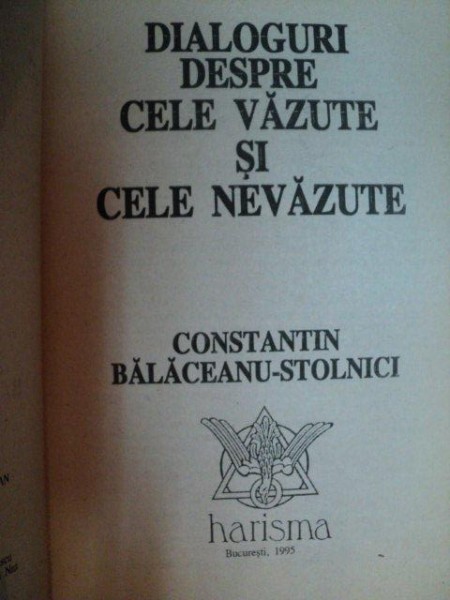 DIALOGURI
DESPRE
CELE VĂZUTE
ȘI
CELE NEVĂZUTE
CONSTANTIN
BĂLĂCEANU-STOLNICI
harisma
București, 1995